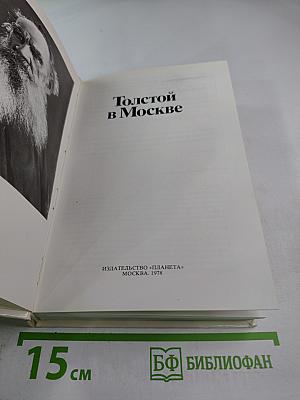 Толстой
в Москве
ИЗДАТЕЛЬСТВО «ПЛАНЕТА»
МОСКВА. 1978
15 см
БФ БИБЛИОФАН